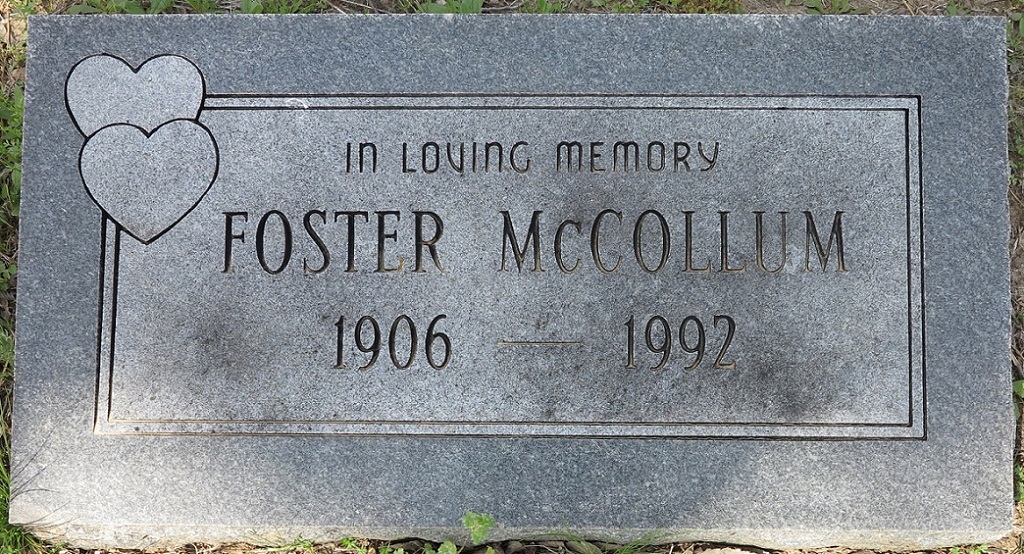 IN LOVING MEMORY
FOSTER McCOLLUM
1906 — 1992